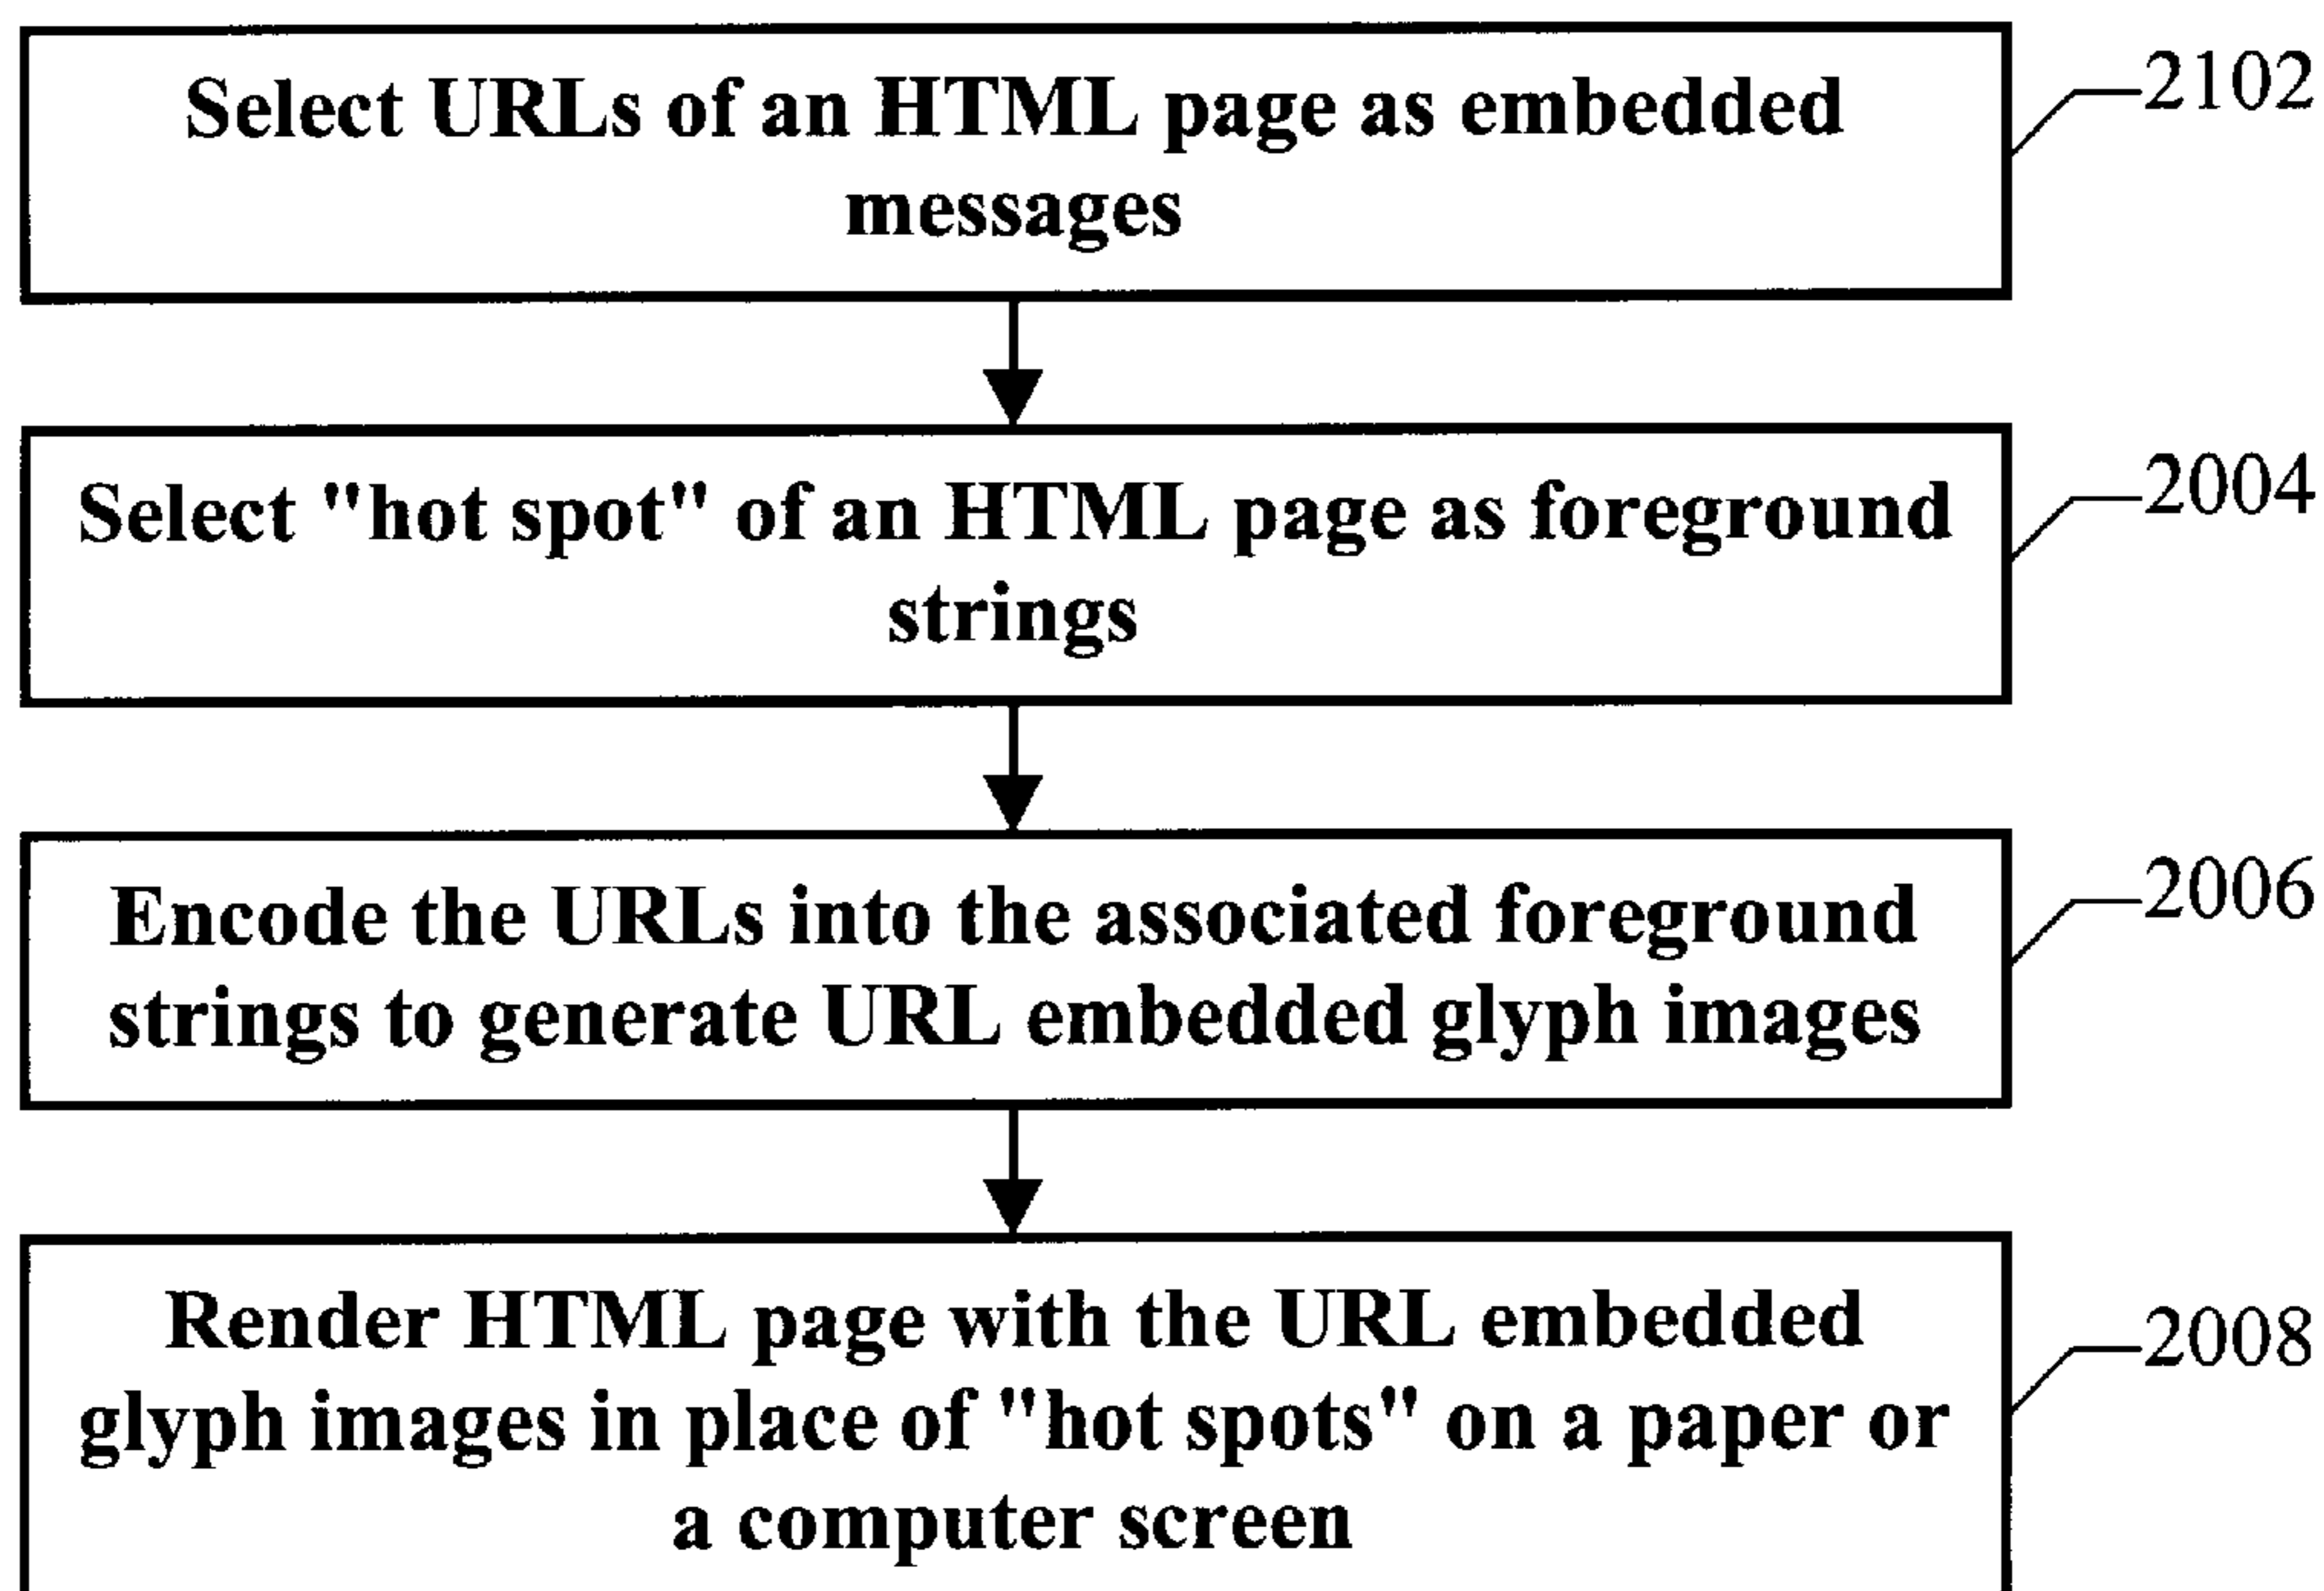 Select URLs of an HTML page as embedded
messages
2102
Select "hot spot" of an HTML page as foreground
strings
2004
Encode the URLs into the associated foreground
strings to generate URL embedded glyph images
2006
Render HTML page with the URL embedded
glyph images in place of "hot spots" on a paper or
a computer screen
2008